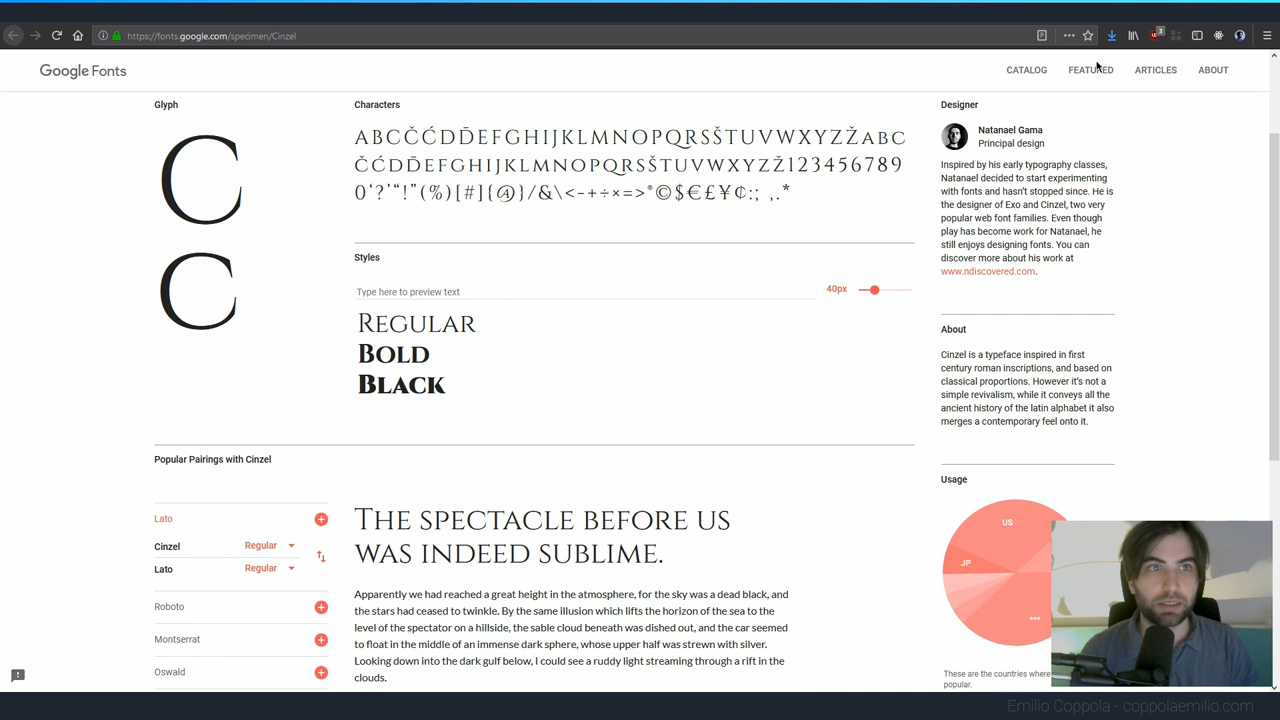 https://fonts.google.com/specimen/Cinzel
Google Fonts
CATALOG FEATURED ARTICLES ABOUT
Glyph
C
C
Characters
ABCČĆDĐEFGHIJKLMNOPQRSŠTUVWXYZŽABC
ČĆDĐEFGHIJKLMNOPQRSŠTUVWXYZŽ123456789
0‘?’“!”(%)[#]{@}/&\<-+÷×=>®©$€£¥¢:;,.*
Styles
Type here to preview text
40px
REGULAR
BOLD
BLACK
Popular Pairings with Cinzel
Lato
Cinzel Regular
Lato Regular
Roboto
Montserrat
Oswald
THE SPECTACLE BEFORE US
WAS INDEED SUBLIME.
Apparently we had reached a great height in the atmosphere, for the sky was a dead black, and
the stars had ceased to twinkle. By the same illusion which lifts the horizon of the sea to the
level of the spectator on a hillside, the sable cloud beneath was dished out, and the car seemed
to float in the middle of an immense dark sphere, whose upper half was strewn with silver.
Looking down into the dark gulf below, I could see a ruddy light streaming through a rift in the
clouds.
Designer
Natanael Gama
Principal design
Inspired by his early typography classes,
Natanael decided to start experimenting
with fonts and hasn't stopped since. He is
the designer of Exo and Cinzel, two very
popular web font families. Even though
play has become work for Natanael, he
still enjoys designing fonts. You can
discover more about his work at
www.ndiscovered.com.
About
Cinzel is a typeface inspired in first
century roman inscriptions, and based on
classical proportions. However it's not a
simple revivalism, while it conveys all the
ancient history of the latin alphabet it also
merges a contemporary feel onto it.
Usage
US
JP
These are the countries where
popular.
Emilio Coppola - coppolaemilio.com